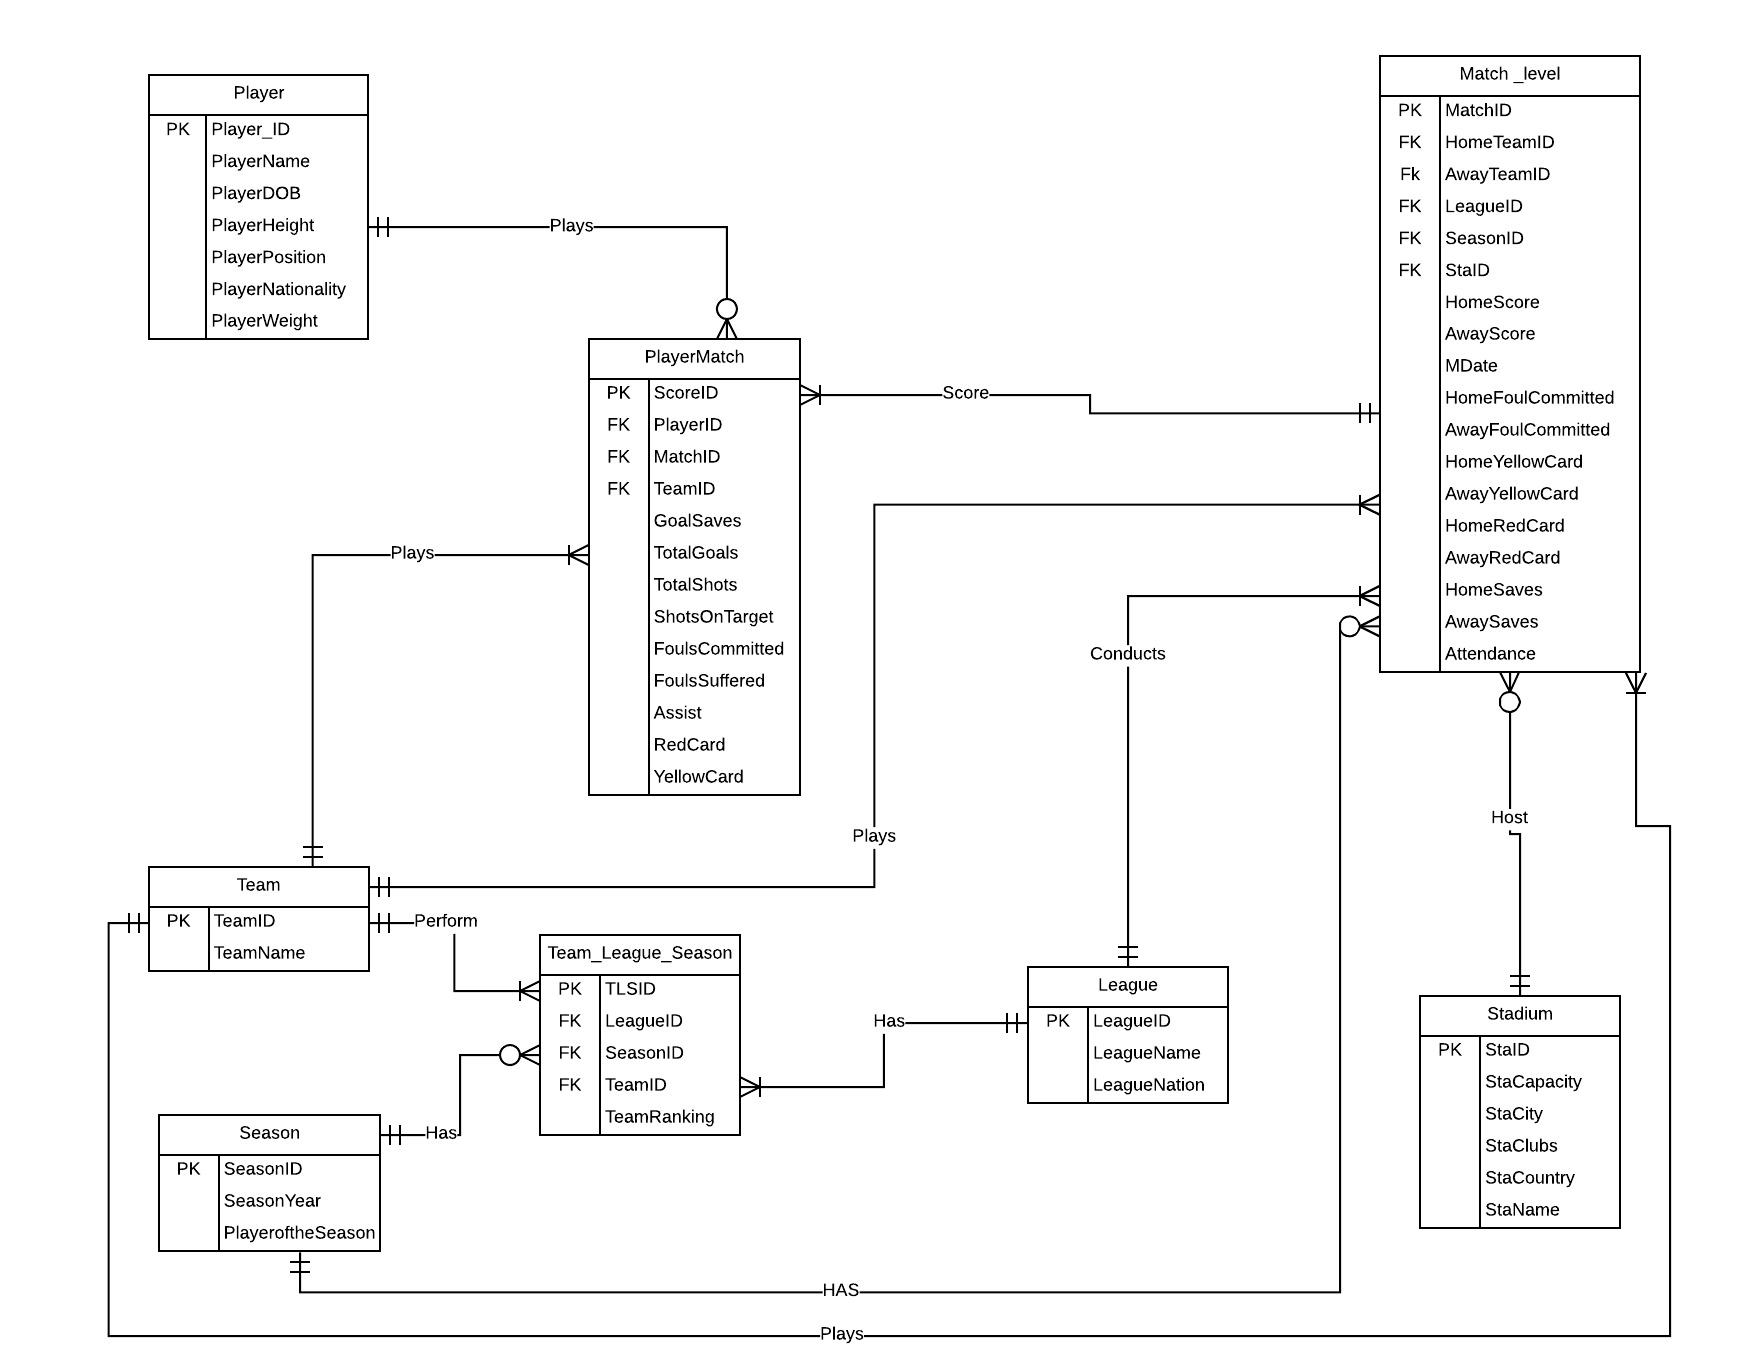 Player
PK Player_ID
PlayerName
PlayerDOB
PlayerHeight
PlayerPosition
PlayerNationality
PlayerWeight
Plays
Match _level
PK MatchID
FK HomeTeamID
Fk AwayTeamID
FK LeagueID
FK SeasonID
FK StaID
HomeScore
AwayScore
MDate
HomeFoulCommitted
AwayFoulCommitted
HomeYellowCard
AwayYellowCard
HomeRedCard
AwayRedCard
HomeSaves
AwaySaves
Attendance
PlayerMatch
PK ScoreID
FK PlayerID
FK MatchID
FK TeamID
GoalSaves
TotalGoals
TotalShots
ShotsOnTarget
FoulsCommitted
FoulsSuffered
Assist
RedCard
YellowCard
Score
Plays
Conducts
Plays
Host
Team
PK TeamID
TeamName
Perform
Team_League_Season
PK TLSID
FK LeagueID
FK SeasonID
FK TeamID
TeamRanking
Has
League
PK LeagueID
LeagueName
LeagueNation
Stadium
PK StaID
StaCapacity
StaCity
StaClubs
StaCountry
StaName
Season
PK SeasonID
SeasonYear
PlayeroftheSeason
Has
HAS
Plays